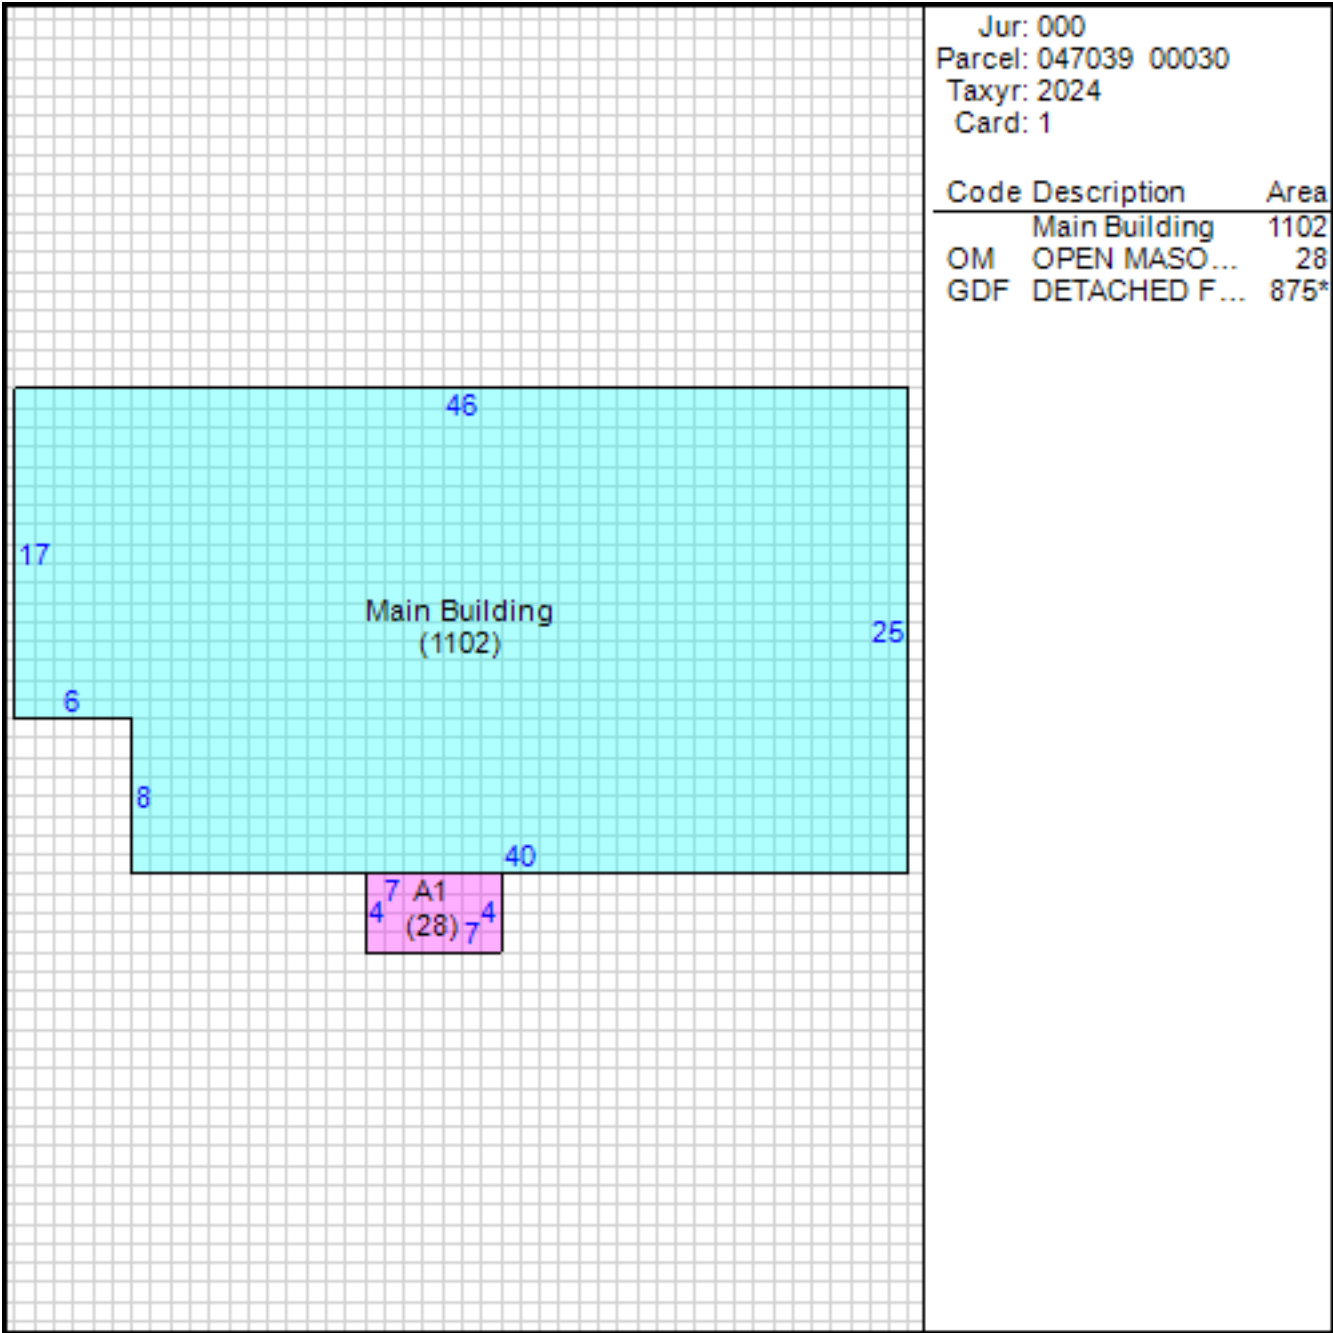 Jur: 000
Parcel: 047039 00030
Taxyr: 2024
Card: 1
Code Description Area
Main Building 1102
OM OPEN MASO... 28
GDF DETACHED F... 875*
46
17
Main Building
(1102)
25
6
8
40
7 A1
4 (28) 7 4